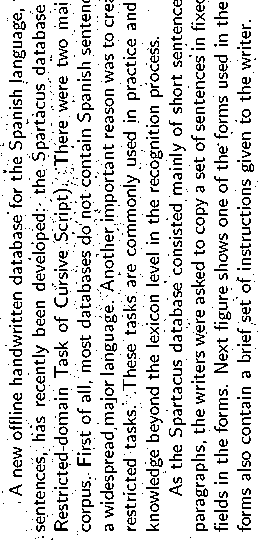 A new offline handwritten database for the Spanish language,
sentences, has recently been developed: the Spartacus database
Restricted-domain Task of Cursive Script). There were two
corpus. First of all, most databases do not contain Spanish
a widespread major language. Another important reason was to
restricted tasks. These tasks are commonly used in practice and
knowledge beyond the lexicon level in the recognition process.
As the Spartacus database consisted mainly of short sentence
paragraphs, the writers were asked to copy a set of sentences in
fields in the forms. Next figure shows one of the forms used in the
forms also contain a brief set of instructions given to the writer.